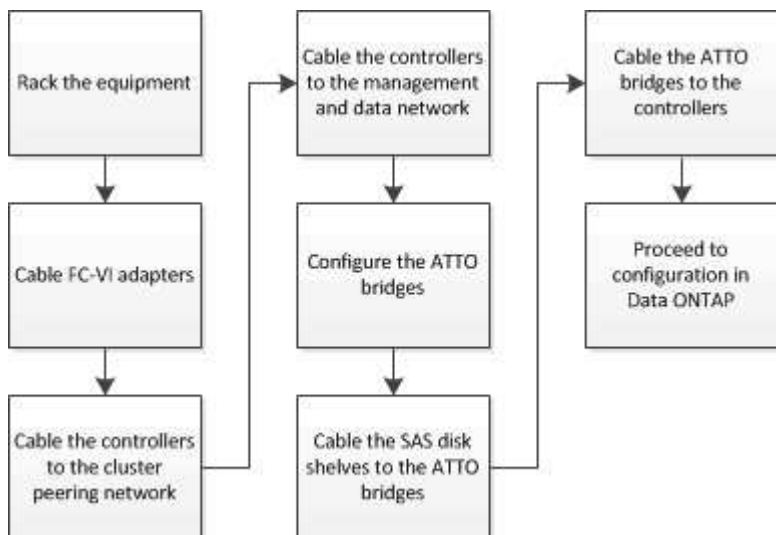 Rack the equipment
Cable FC-VI adapters
Cable the controllers
to the cluster
peering network
Cable the controllers
to the management
and data network
Configure the ATTO
bridges
Cable the SAS disk
shelves to the ATTO
bridges
Cable the ATTO
bridges to the
controllers
Proceed to
configuration in
Data ONTAP